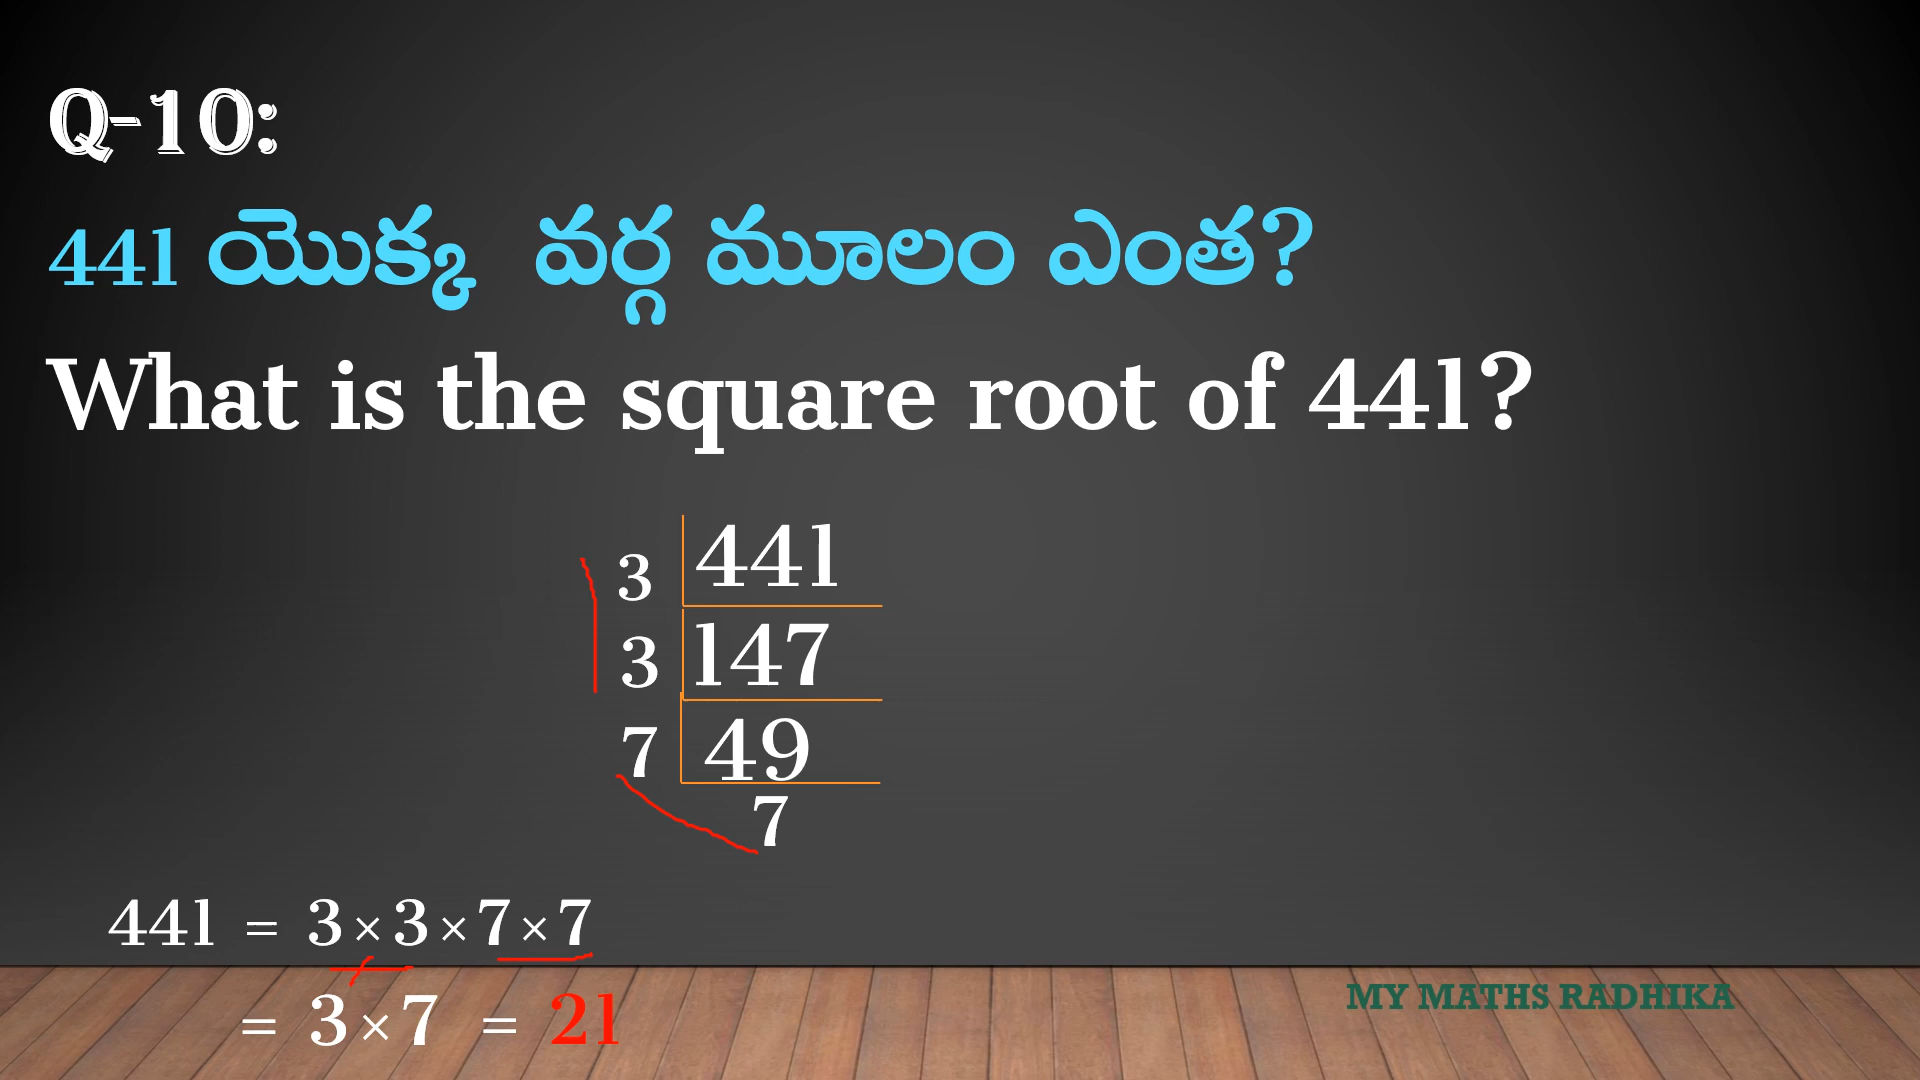 Q-10:
441 యొక్క వర్గ మూలం ఎంత?
What is the square root of 441?
3 441
3 147
7 49
7
441 = 3×3×7×7
= 3×7 = 21
MY MATHS RADHIKA